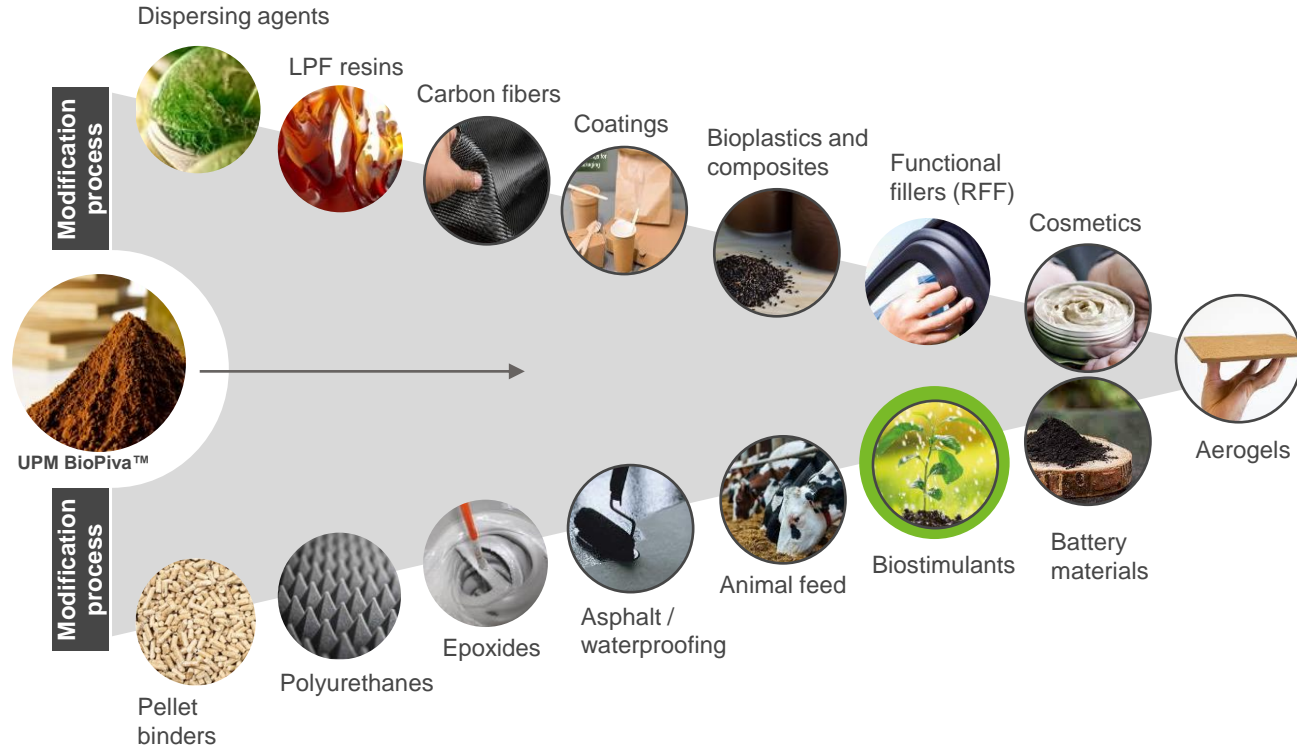 Dispersing agents
LPF resins
Carbon fibers
Coatings
Bioplastics and
composites
Functional
fillers (RFF)
Cosmetics
Modification
process
UPM BioPiva™
Aerogels
Modification
process
Pellet
binders
Polyurethanes
Epoxides
Asphalt /
waterproofing
Animal feed
Biostimulants
Battery
materials